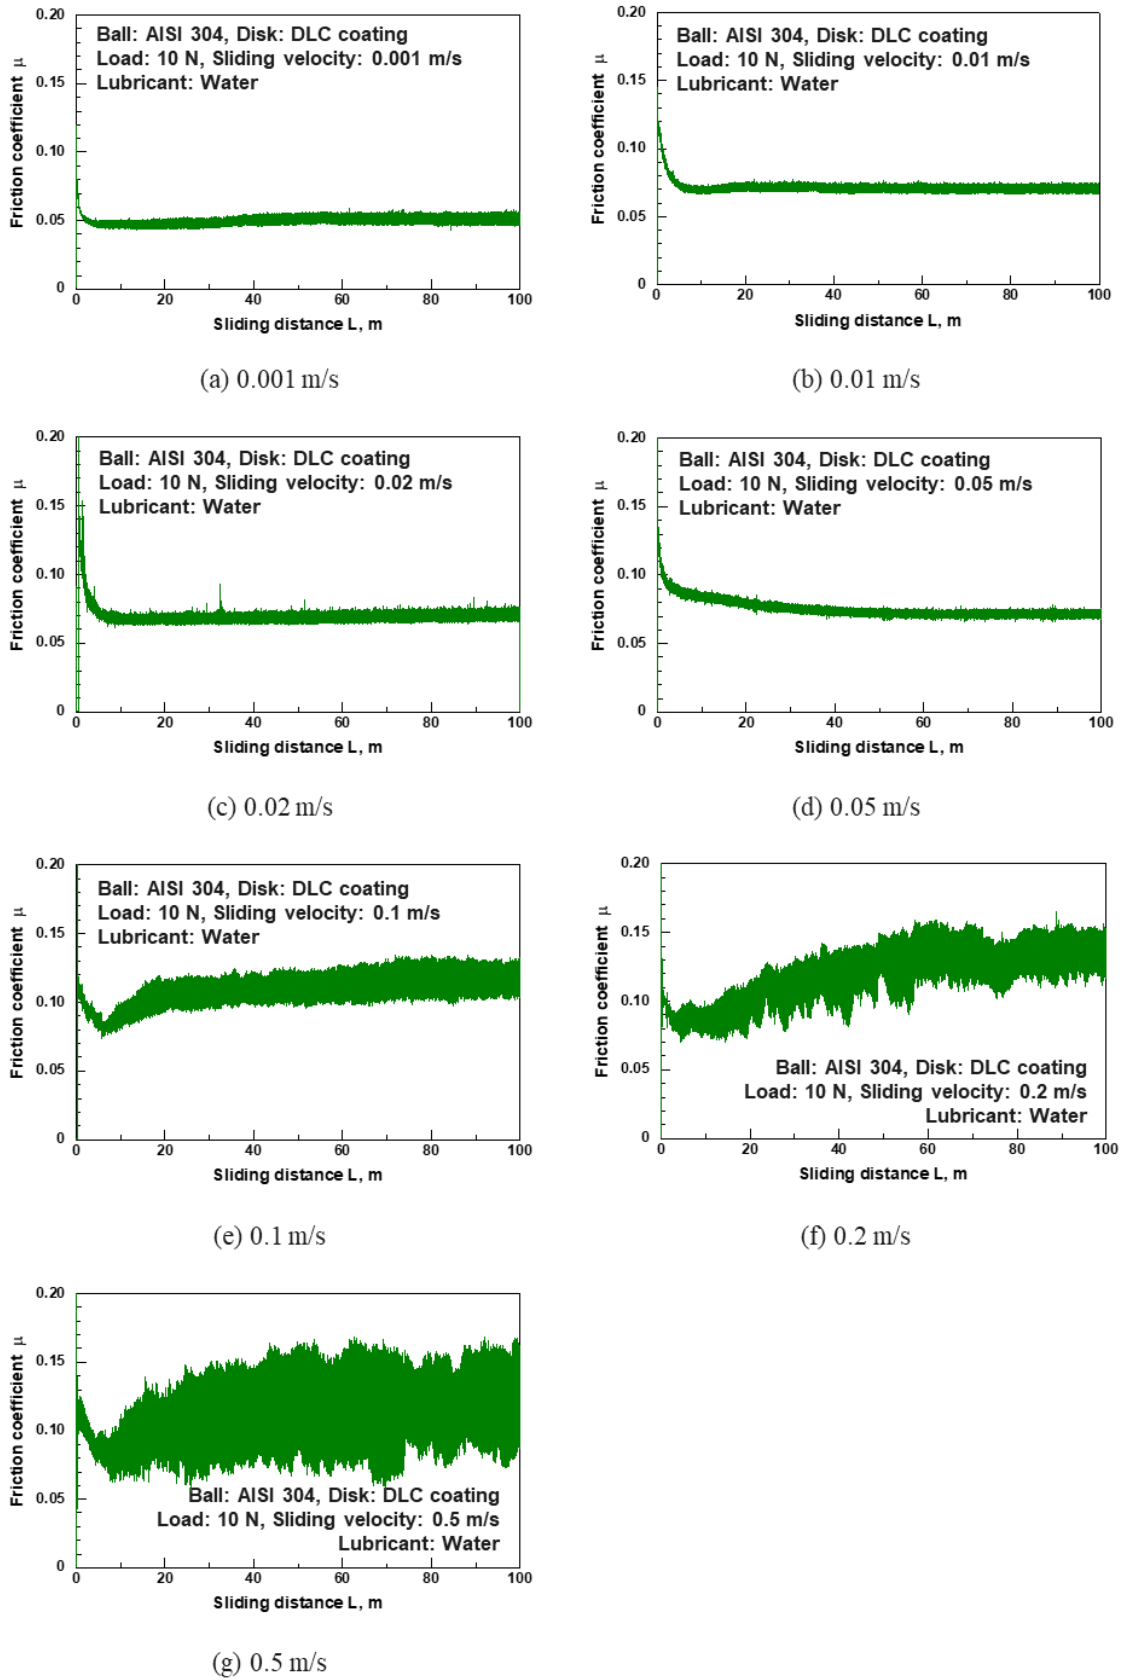 0.20
0.15
0.10
0.05
0
Friction coefficient μ
Ball: AISI 304, Disk: DLC coating
Load: 10 N, Sliding velocity: 0.001 m/s
Lubricant: Water
0 20 40 60 80 100
Sliding distance L, m
(a) 0.001 m/s
0.20
0.15
0.10
0.05
0
Friction coefficient μ
Ball: AISI 304, Disk: DLC coating
Load: 10 N, Sliding velocity: 0.01 m/s
Lubricant: Water
0 20 40 60 80 100
Sliding distance L, m
(b) 0.01 m/s
0.20
0.15
0.10
0.05
0
Friction coefficient μ
Ball: AISI 304, Disk: DLC coating
Load: 10 N, Sliding velocity: 0.02 m/s
Lubricant: Water
0 20 40 60 80 100
Sliding distance L, m
(c) 0.02 m/s
0.20
0.15
0.10
0.05
0
Friction coefficient μ
Ball: AISI 304, Disk: DLC coating
Load: 10 N, Sliding velocity: 0.05 m/s
Lubricant: Water
0 20 40 60 80 100
Sliding distance L, m
(d) 0.05 m/s
0.20
0.15
0.10
0.05
0
Friction coefficient μ
Ball: AISI 304, Disk: DLC coating
Load: 10 N, Sliding velocity: 0.1 m/s
Lubricant: Water
0 20 40 60 80 100
Sliding distance L, m
(e) 0.1 m/s
0.20
0.15
0.10
0.05
0
Friction coefficient μ
Ball: AISI 304, Disk: DLC coating
Load: 10 N, Sliding velocity: 0.2 m/s
Lubricant: Water
0 20 40 60 80 100
Sliding distance L, m
(f) 0.2 m/s
0.20
0.15
0.10
0.05
0
Friction coefficient μ
Ball: AISI 304, Disk: DLC coating
Load: 10 N, Sliding velocity: 0.5 m/s
Lubricant: Water
0 20 40 60 80 100
Sliding distance L, m
(g) 0.5 m/s